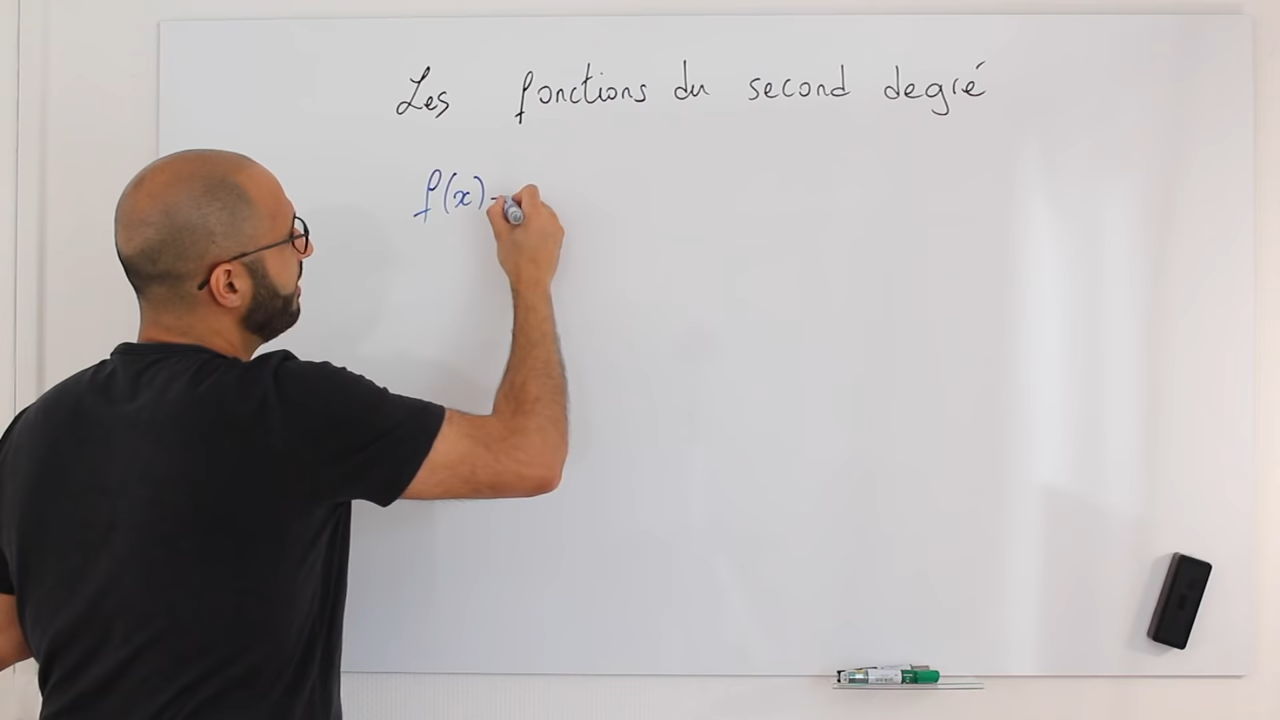 Les fonctions du second degré
f(x)-